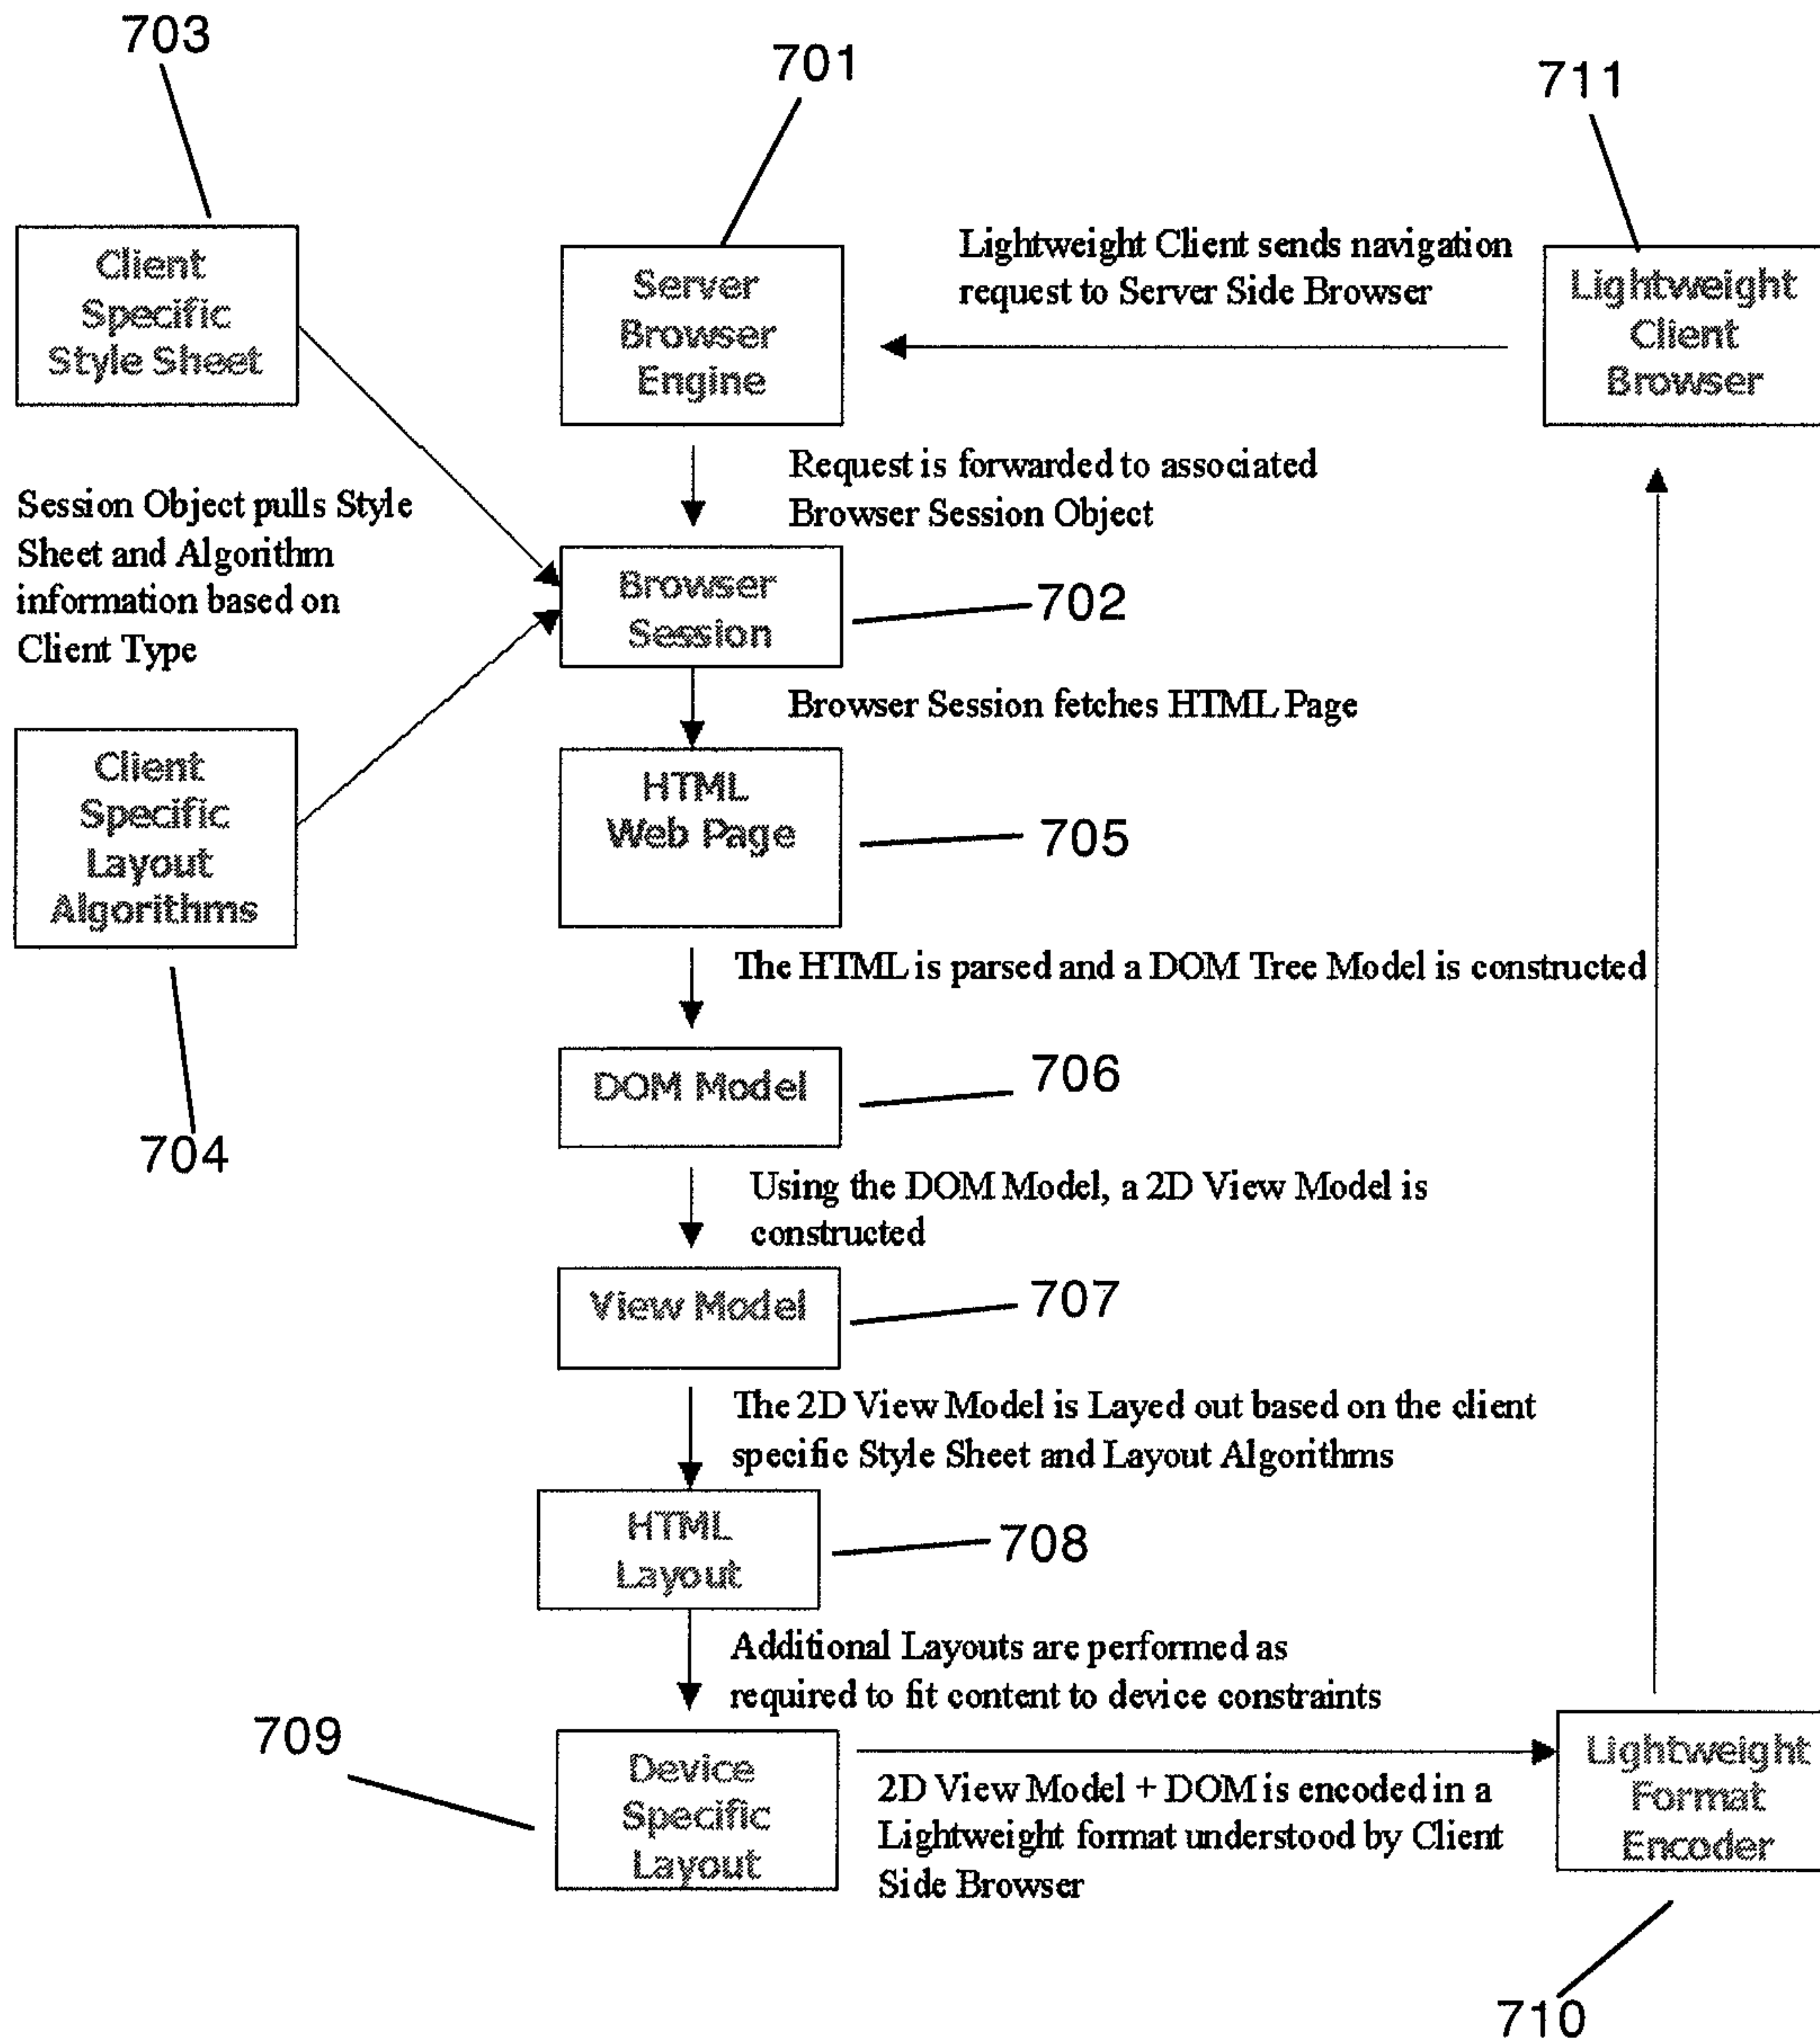 703
701
711
Client
Specific
Style Sheet
Server
Browser
Engine
Lightweight Client sends navigation
request to Server Side Browser
Lightweight
Client
Browser
Request is forwarded to associated
Browser Session Object
Session Object pulls Style
Sheet and Algorithm
information based on
Client Type
Browser
Session
702
Browser Session fetches HTML Page
Client
Specific
Layout
Algorithms
HTML
Web Page
705
The HTML is parsed and a DOM Tree Model is constructed
704
DOM Model
706
Using the DOM Model, a 2D View Model is
constructed
View Model
707
The 2D View Model is Layed out based on the client
specific Style Sheet and Layout Algorithms
HTML
Layout
708
Additional Layouts are performed as
required to fit content to device constraints
709
Device
Specific
Layout
2D View Model + DOM is encoded in a
Lightweight format understood by Client
Side Browser
Lightweight
Format
Encoder
710